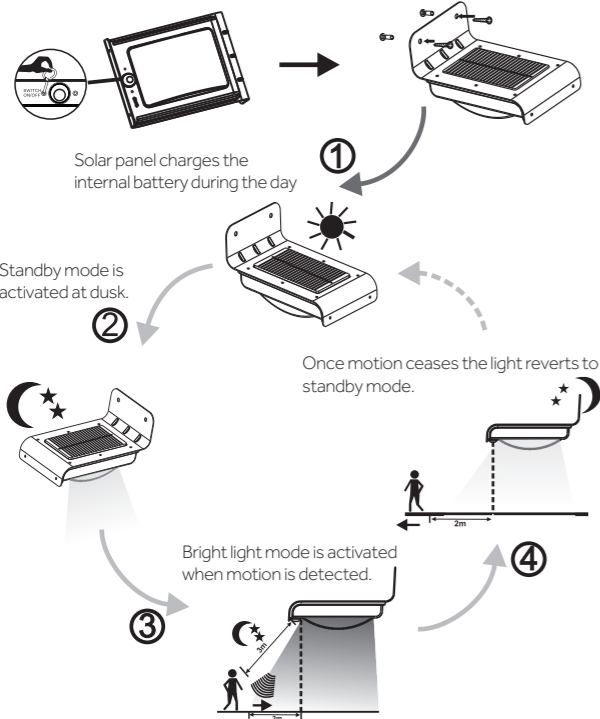 SWITCH
ON/OFF
1
Solar panel charges the
internal battery during the day
Standby mode is
activated at dusk.
2
Once motion ceases the light reverts to
standby mode.
2m
Bright light mode is activated
when motion is detected.
4
3
3m